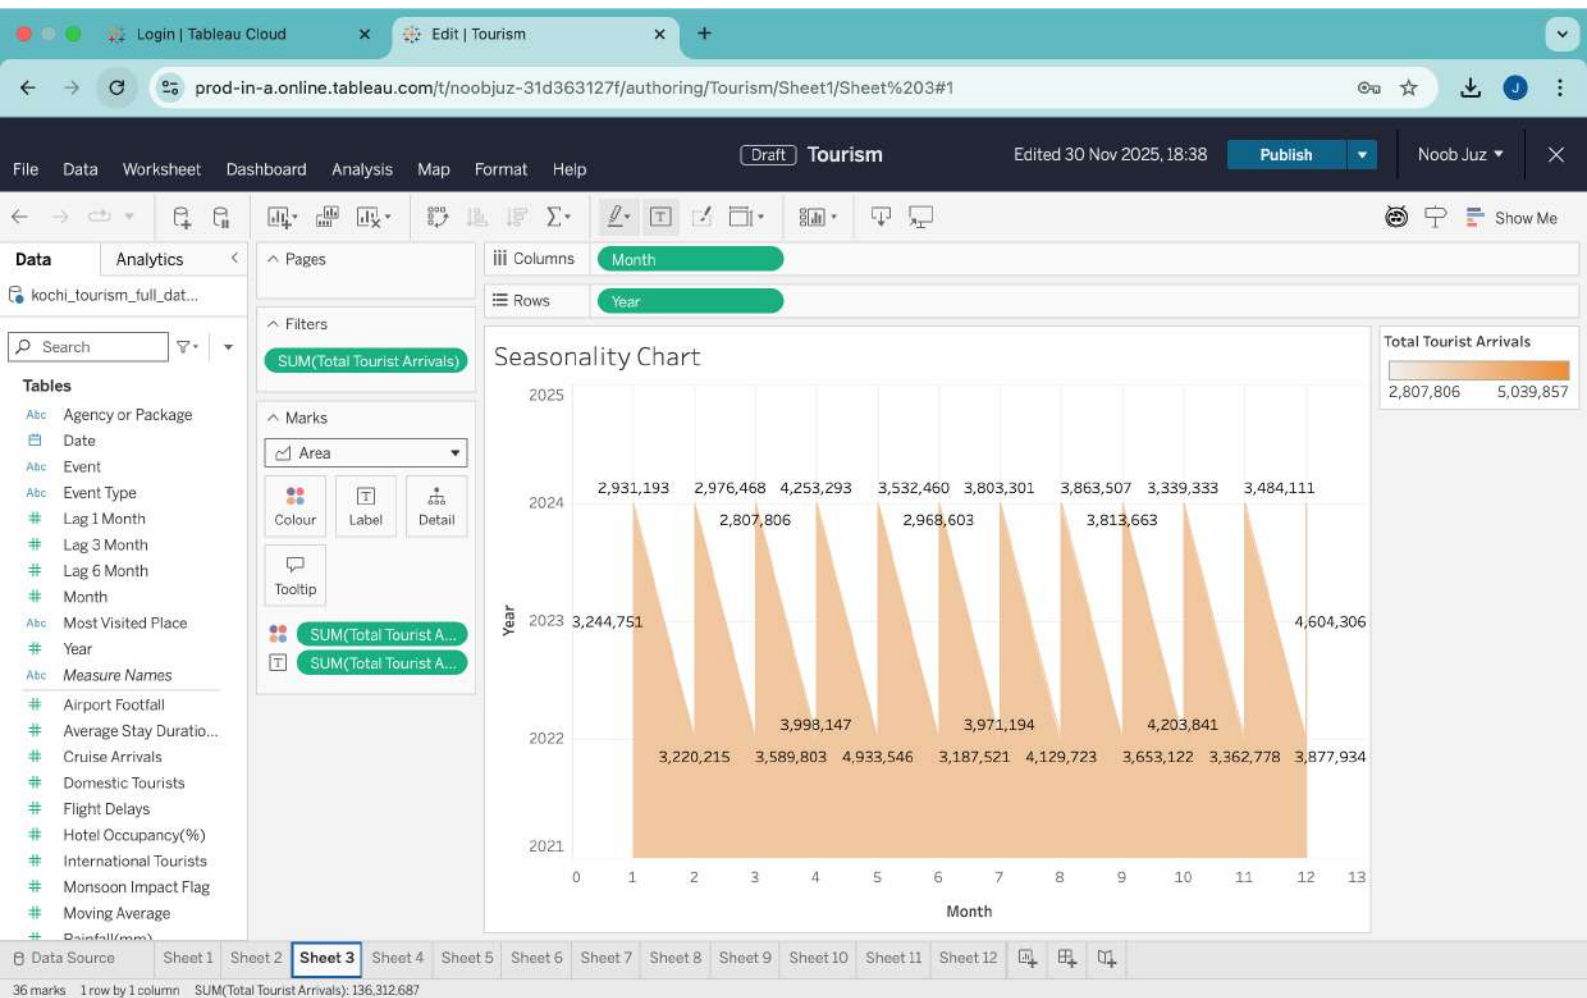 Login | Tableau Cloud
Edit | Tourism
prod-in-a.online.tableau.com/t/noobjuz-31d363127f/authoring/Tourism/Sheet1/Sheet%203#1
J
File Data Worksheet Dashboard Analysis Map Format Help
Draft Tourism
Edited 30 Nov 2025, 18:38
Publish
Noob Juz
Show Me
Data Analytics
kochi_tourism_full_dat...
Search
Tables
Abc Agency or Package
Date
Abc Event
Abc Event Type
# Lag 1 Month
# Lag 3 Month
# Lag 6 Month
# Month
Abc Most Visited Place
# Year
Abc Measure Names
# Airport Footfall
# Average Stay Duratio...
# Cruise Arrivals
# Domestic Tourists
# Flight Delays
# Hotel Occupancy(%)
# International Tourists
# Monsoon Impact Flag
# Moving Average
# Rainfall(mm)
Pages
Filters
SUM(Total Tourist Arrivals)
Marks
Area
Colour Label Detail
Tooltip
SUM(Total Tourist A...
SUM(Total Tourist A...
Columns Month
Rows Year
Seasonality Chart
2025
2024
2,931,193 2,976,468 4,253,293 3,532,460 3,803,301 3,863,507 3,339,333 3,484,111
2,807,806 2,968,603 3,813,663
Year
2023 3,244,751 4,604,306
3,998,147 3,971,194 4,203,841
2022
3,220,215 3,589,803 4,933,546 3,187,521 4,129,723 3,653,122 3,362,778 3,877,934
2021
0 1 2 3 4 5 6 7 8 9 10 11 12 13
Month
Total Tourist Arrivals
2,807,806 5,039,857
Data Source Sheet 1 Sheet 2 Sheet 3 Sheet 4 Sheet 5 Sheet 6 Sheet 7 Sheet 8 Sheet 9 Sheet 10 Sheet 11 Sheet 12
36 marks 1 row by 1 column SUM(Total Tourist Arrivals): 136,312,687